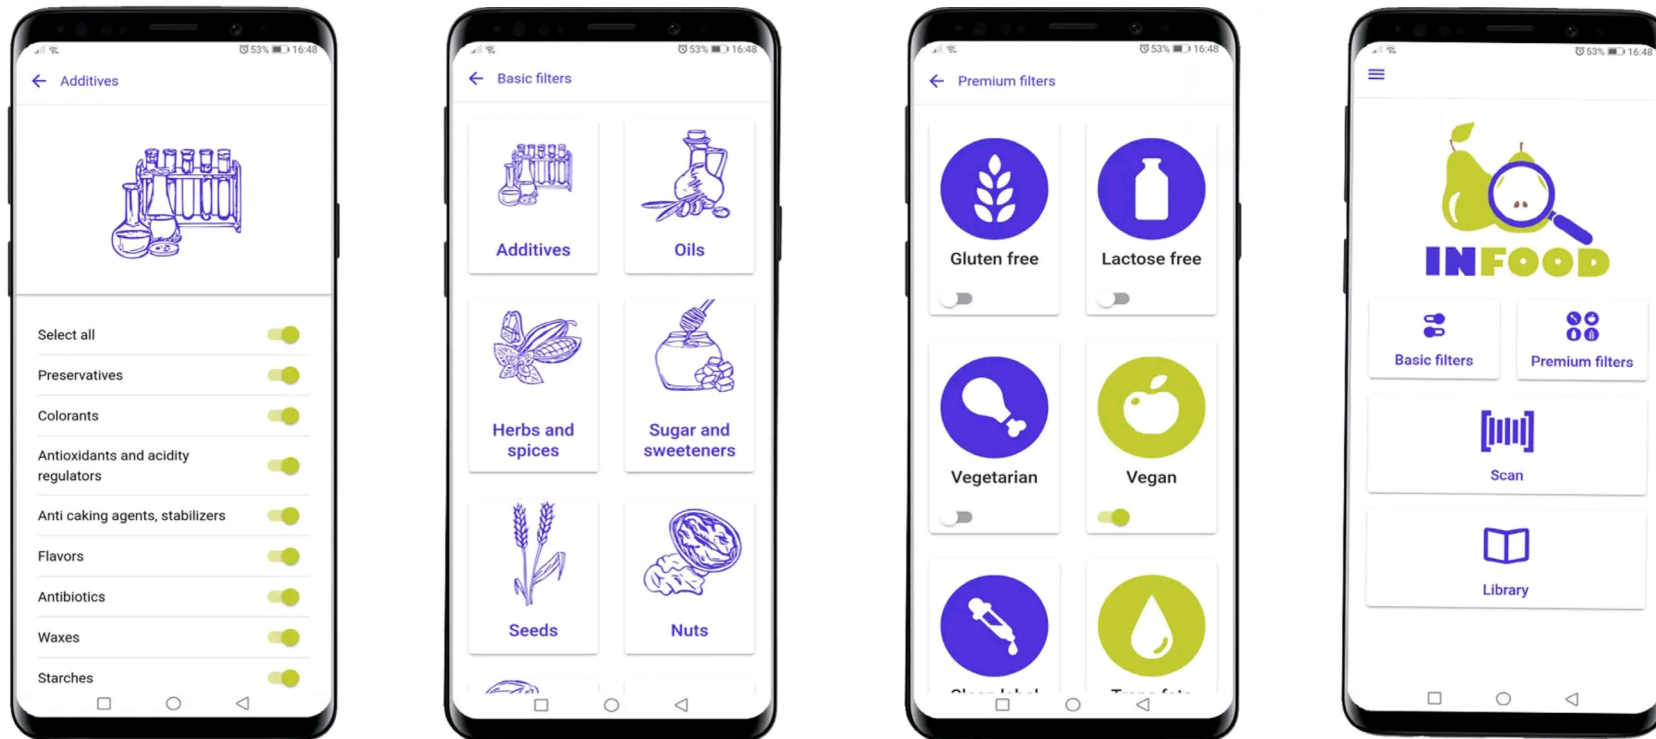 53% 16:48
Additives
Select all
Preservatives
Colorants
Antioxidants and acidity
regulators
Anti caking agents, stabilizers
Flavors
Antibiotics
Waxes
Starches
53% 16:48
Basic filters
Additives
Oils
Herbs and
spices
Sugar and
sweeteners
Seeds
Nuts
53% 16:48
Premium filters
Gluten free
Lactose free
Vegetarian
Vegan
53% 16:48
INFOOD
Basic filters
Premium filters
Scan
Library